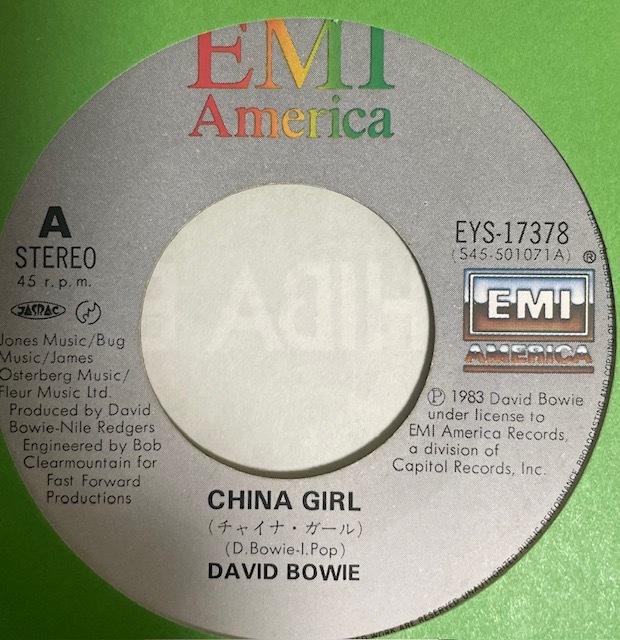 EMI
America
A
STEREO
45 r.p.m.
JASRAC
Jones Music/Bug
Music/James
Osterberg Music/
Fleur Music Ltd.
Produced by David
Bowie-Nile Redgers
Engineered by Bob
Clearmountain for
Fast Forward
Productions
EYS-17378
(S45-501071A)
®
EMI
AMERICA
Ⓟ 1983 David Bowie
under license to
EMI America Records,
a division of
Capitol Records, Inc.
CHINA GIRL
(チャイナ・ガール)
(D.Bowie-I.Pop)
DAVID BOWIE